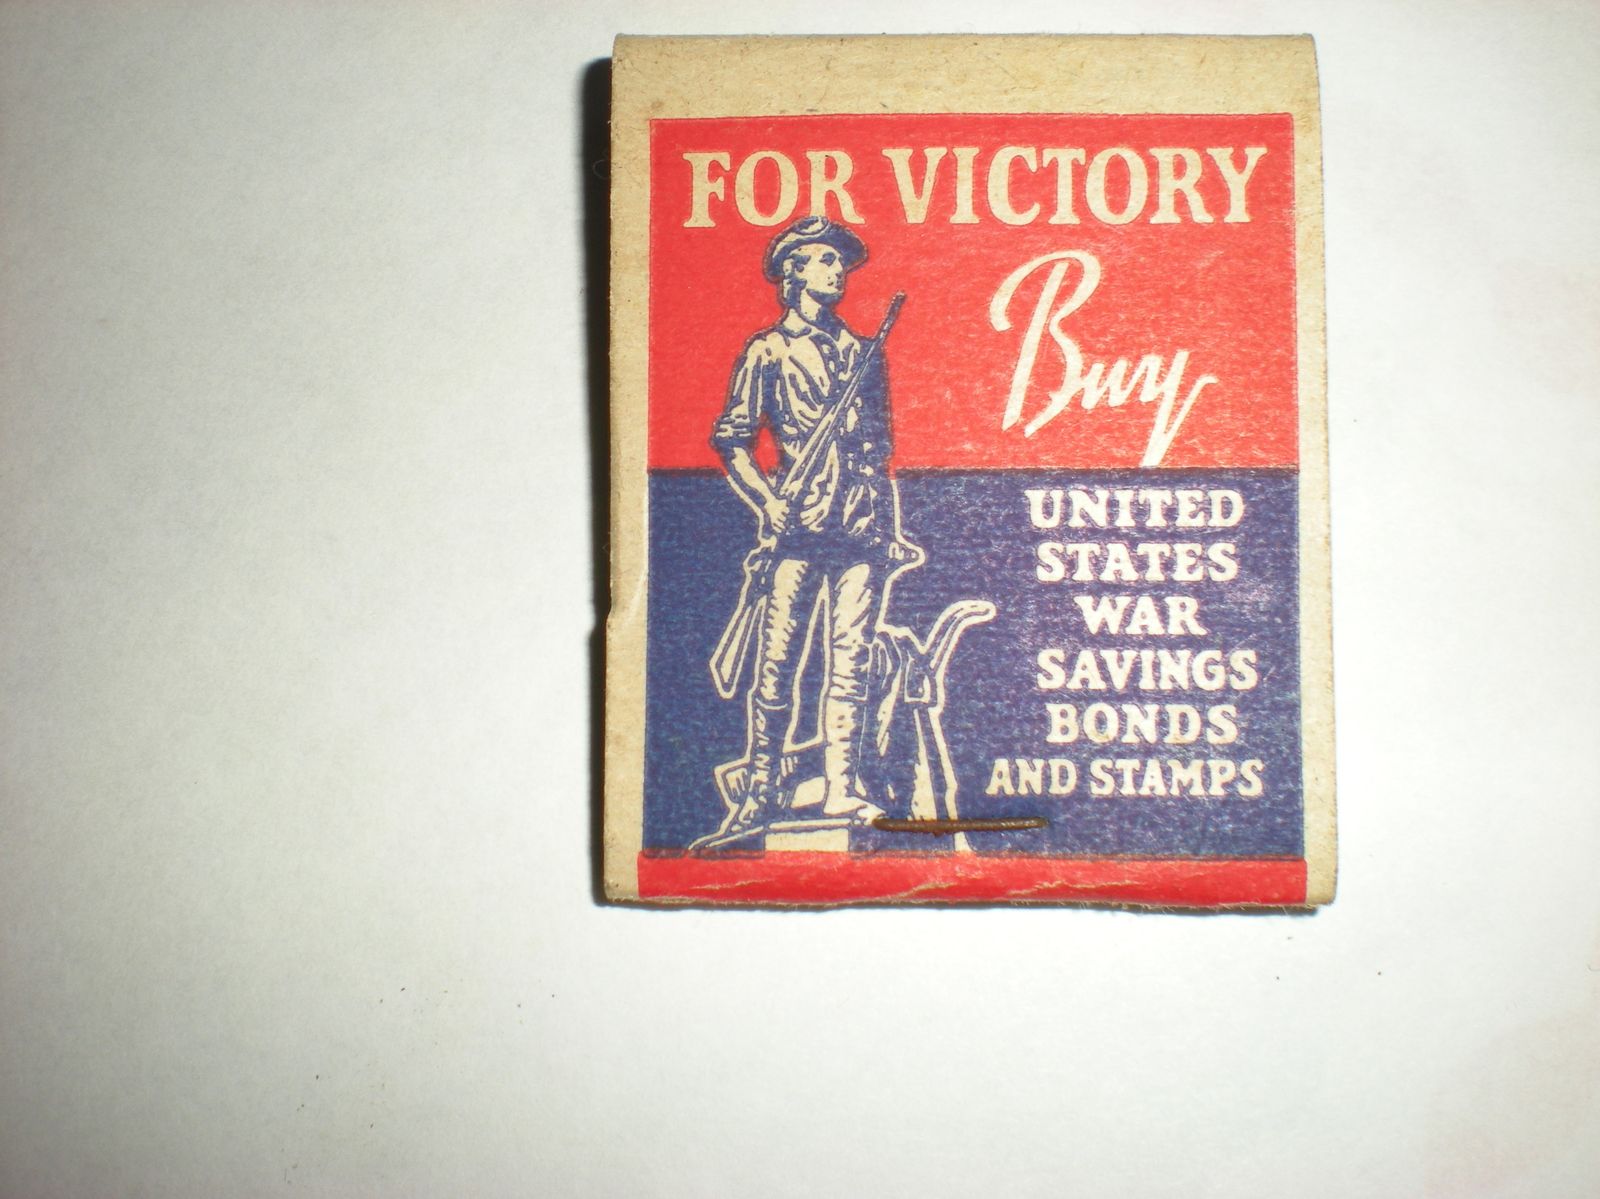 FOR VICTORY
Buy
UNITED
STATES
WAR
SAVINGS
BONDS
AND STAMPS